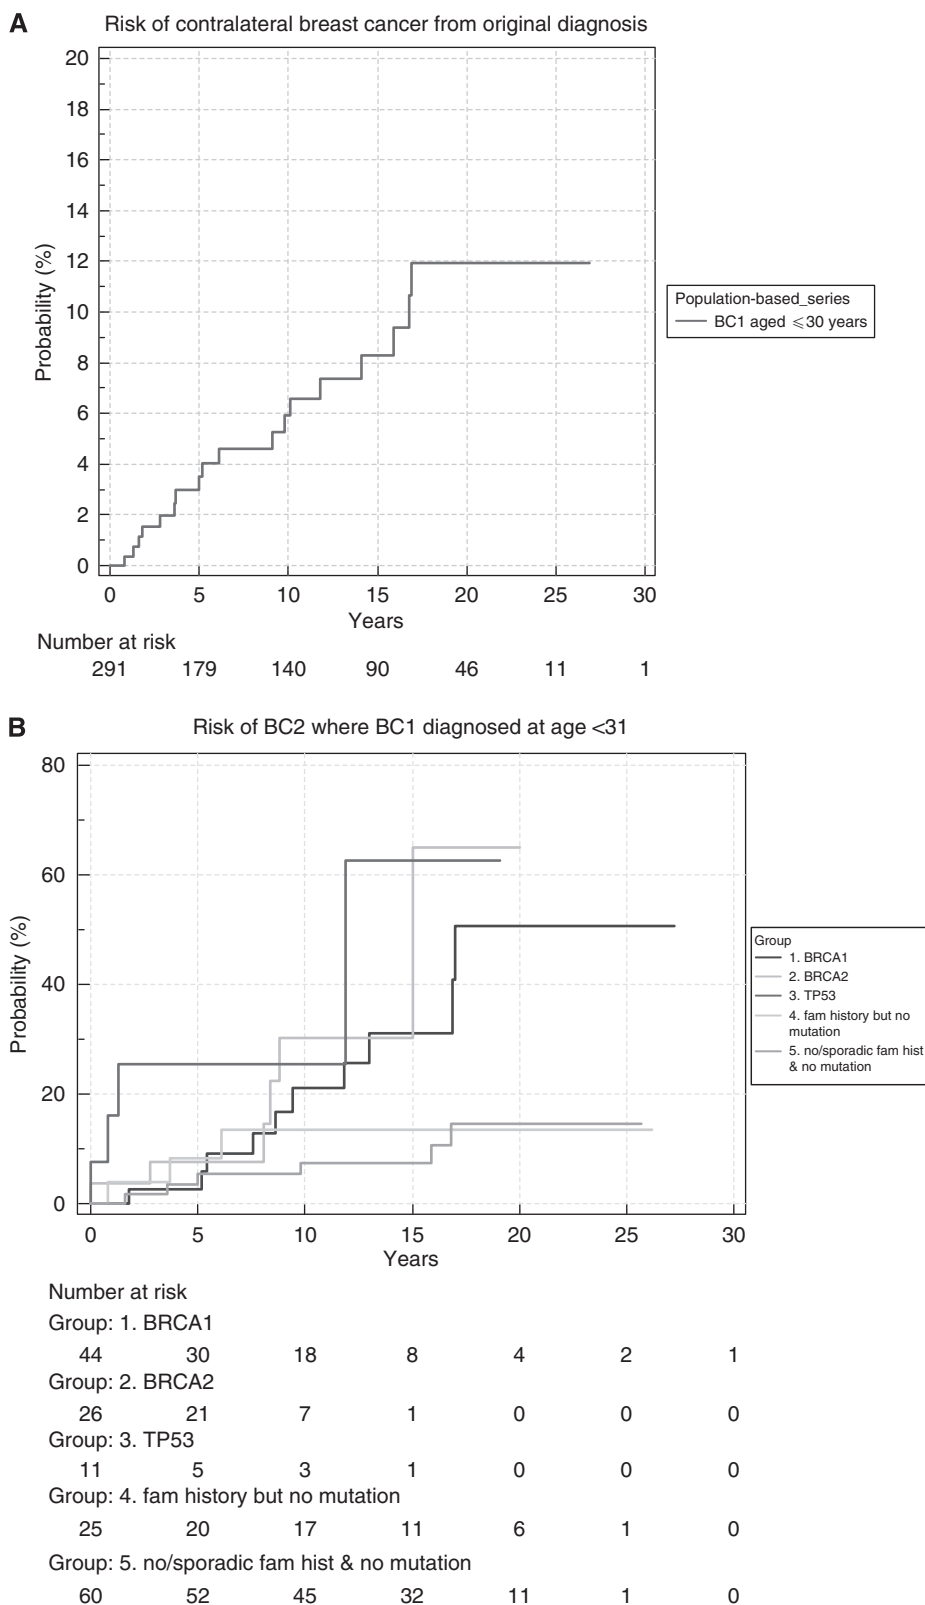 A
Risk of contralateral breast cancer from original diagnosis
20
18
16
14
12
10
8
6
4
2
0
Probability (%)
0 5 10 15 20 25 30
Years
Population-based_series
BC1 aged ⩽30 years
Number at risk
291 179 140 90 46 11 1
B
Risk of BC2 where BC1 diagnosed at age <31
80
60
40
20
0
Probability (%)
0 5 10 15 20 25 30
Years
Group
1. BRCA1
2. BRCA2
3. TP53
4. fam history but no
mutation
5. no/sporadic fam hist
& no mutation
Number at risk
Group: 1. BRCA1
44 30 18 8 4 2 1
Group: 2. BRCA2
26 21 7 1 0 0 0
Group: 3. TP53
11 5 3 1 0 0 0
Group: 4. fam history but no mutation
25 20 17 11 6 1 0
Group: 5. no/sporadic fam hist & no mutation
60 52 45 32 11 1 0